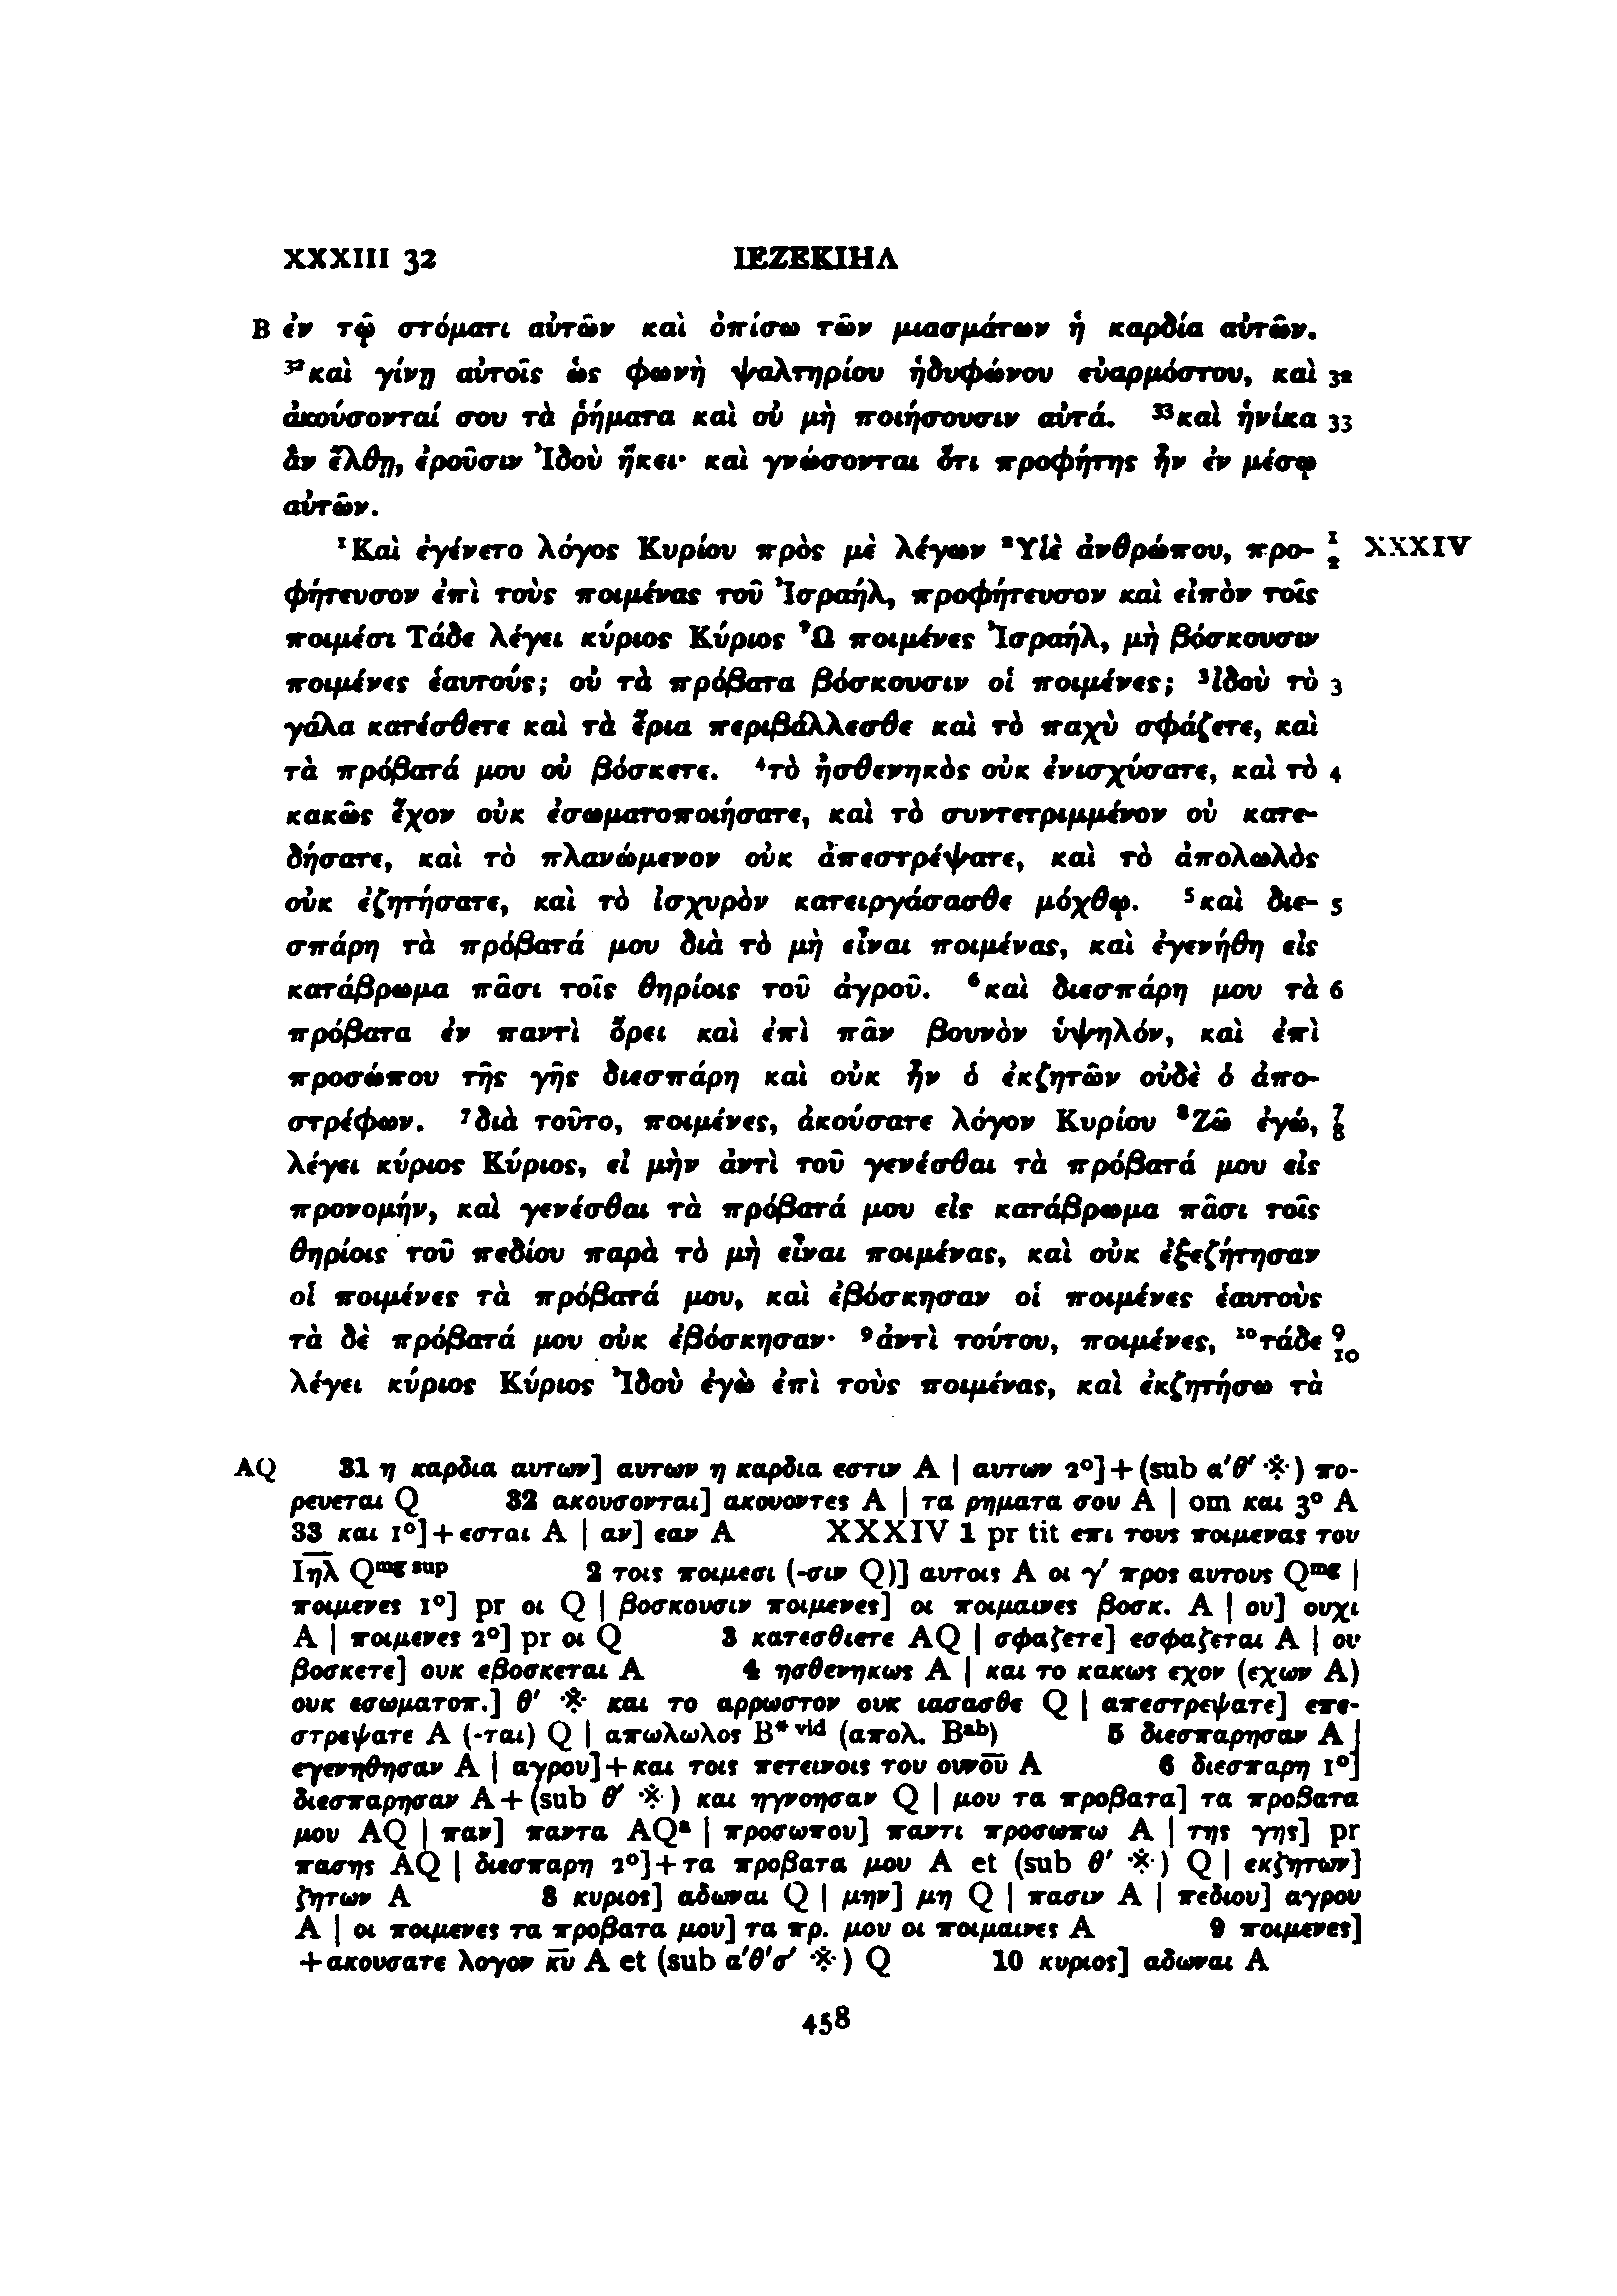 XXXIII 32 ΙΕΖΕΚΙΗΛ
B ἐν τῷ στόματι αὐτῶν καὶ ὀπίσω τῶν μιασμάτων ἡ καρδία αὐτῶν.
³²καὶ γίνῃ αὐτοῖς ὡς φωνὴ ψαλτηρίου ἡδυφώνου εὐαρμόστου, καὶ 32
ἀκούσονταί σου τὰ ῥήματα καὶ οὐ μὴ ποιήσουσιν αὐτά. ³³καὶ ἡνίκα 33
ἂν ἔλθῃ, ἐροῦσιν Ἰδοὺ ἥκει· καὶ γνώσονται ὅτι προφήτης ἦν ἐν μέσῳ
αὐτῶν.
¹Καὶ ἐγένετο λόγος Κυρίου πρὸς μὲ λέγων ²Υἱὲ ἀνθρώπου, προ- 1 2 XXXIV
φήτευσον ἐπὶ τοὺς ποιμένας τοῦ Ἰσραήλ, προφήτευσον καὶ εἰπὸν τοῖς
ποιμέσι Τάδε λέγει κύριος Κύριος Ὦ ποιμένες Ἰσραήλ, μὴ βόσκουσιν
ποιμένες ἑαυτούς; οὐ τὰ πρόβατα βόσκουσιν οἱ ποιμένες; ³ἰδοὺ τὸ 3
γάλα κατέσθετε καὶ τὰ ἔρια περιβάλλεσθε καὶ τὸ παχὺ σφάζετε, καὶ
τὰ πρόβατά μου οὐ βόσκετε. ⁴τὸ ἠσθενηκὸς οὐκ ἐνισχύσατε, καὶ τὸ 4
κακῶς ἔχον οὐκ ἐσωματοποιήσατε, καὶ τὸ συντετριμμένον οὐ κατε-
δήσατε, καὶ τὸ πλανώμενον οὐκ ἀπεστρέψατε, καὶ τὸ ἀπολωλὸς
οὐκ ἐζητήσατε, καὶ τὸ ἰσχυρὸν κατειργάσασθε μόχθῳ. ⁵καὶ διε- 5
σπάρη τὰ πρόβατά μου διὰ τὸ μὴ εἶναι ποιμένας, καὶ ἐγενήθη εἰς
κατάβρωμα πᾶσι τοῖς θηρίοις τοῦ ἀγροῦ. ⁶καὶ διεσπάρη μου τὰ 6
πρόβατα ἐν παντὶ ὄρει καὶ ἐπὶ πᾶν βουνὸν ὑψηλόν, καὶ ἐπὶ
προσώπου τῆς γῆς διεσπάρη καὶ οὐκ ἦν ὁ ἐκζητῶν οὐδὲ ὁ ἀπο-
στρέφων. ⁷διὰ τοῦτο, ποιμένες, ἀκούσατε λόγον Κυρίου ⁸Ζῶ ἐγώ, 7 8
λέγει κύριος Κύριος, εἰ μὴν ἀντὶ τοῦ γενέσθαι τὰ πρόβατά μου εἰς
προνομήν, καὶ γενέσθαι τὰ πρόβατά μου εἰς κατάβρωμα πᾶσι τοῖς
θηρίοις τοῦ πεδίου παρὰ τὸ μὴ εἶναι ποιμένας, καὶ οὐκ ἐξεζήτησαν
οἱ ποιμένες τὰ πρόβατά μου, καὶ ἐβόσκησαν οἱ ποιμένες ἑαυτοὺς
τὰ δὲ πρόβατά μου οὐκ ἐβόσκησαν· ⁹ἀντὶ τούτου, ποιμένες, ¹⁰τάδε 9 10
λέγει κύριος Κύριος Ἰδοὺ ἐγὼ ἐπὶ τοὺς ποιμένας, καὶ ἐκζητήσω τὰ
AQ 31 η καρδια αυτων] αυτων η καρδια εστιν A | αυτων 2°]+(sub α′θ′ ※) πο-
ρευεται Q 32 ακουσονται] ακουοντες A | τα ρηματα σου A | om και 3° A
33 και 1°]+εσται A | αν] εαν A XXXIV 1 pr tit επι τους ποιμενας του
Ιη̅λ̅ Qᵐᵍ ˢᵘᵖ 2 τοις ποιμεσι (-σιν Q)] αυτοις A οι γ′ προς αυτους Qᵐᵍ |
ποιμενες 1°] pr οι Q | βοσκουσιν ποιμενες] οι ποιμαινες βοσκ. A | ου] ουχι
A | ποιμενες 2°] pr οι Q 3 κατεσθιετε AQ | σφαζετε] εσφαζεται A | ου
βοσκετε] ουκ εβοσκεται A 4 ησθενηκως A | και το κακως εχον (εχων A)
ουκ εσωματοπ.] θ′ ※ και το αρρωστον ουκ ιασασθε Q | απεστρεψατε] επε-
στρεψατε A (-ται) Q | απωλωλος B* ᵛⁱᵈ (απολ. Bᵃᵇ) 5 διεσπαρησαν A |
εγενηθησαν A | αγρου]+και τοις πετεινοις του ουνο̅υ̅ A 6 διεσπαρη 1°]
διεσπαρησαν A+(sub θ′ ※) και ηγνοησαν Q | μου τα προβατα] τα προβατα
μου AQ | παν] παντα AQᵃ | προσωπου] παντι προσωπω A | της γης] pr
πασης AQ | διεσπαρη 2°]+τα προβατα μου A et (sub θ′ ※) Q | εκζητων]
ζητων A 8 κυριος] αδωναι Q | μην] μη Q | πασιν A | πεδιου] αγρου
A | οι ποιμενες τα προβατα μου] τα πρ. μου οι ποιμαινες A 9 ποιμενες]
+ακουσατε λογον κ̅υ̅ A et (sub α′θ′σ′ ※) Q 10 κυριος] αδωναι A
458